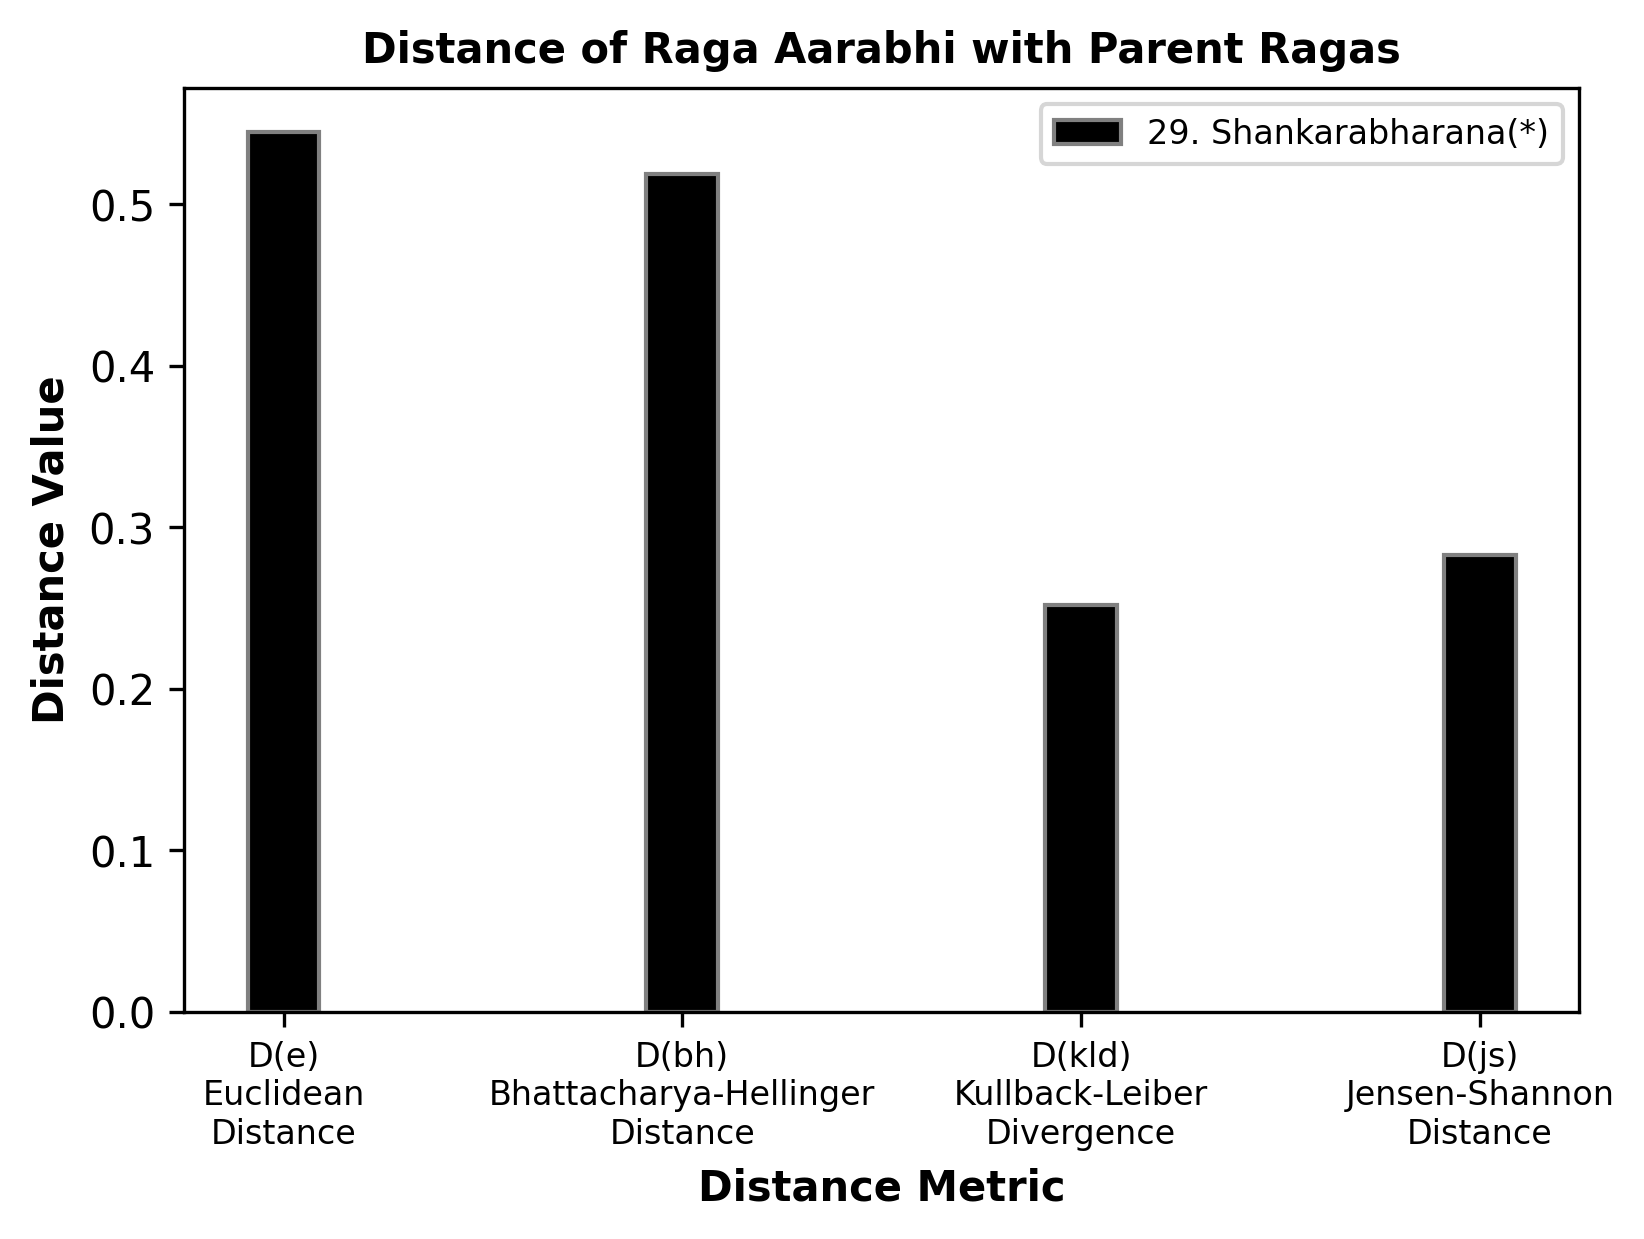 Distance of Raga Aarabhi with Parent Ragas
29. Shankarabharana(*)
Distance Value
0.5
0.4
0.3
0.2
0.1
0.0
D(e)
Euclidean
Distance
D(bh)
Bhattacharya-Hellinger
Distance
D(kld)
Kullback-Leiber
Divergence
D(js)
Jensen-Shannon
Distance
Distance Metric